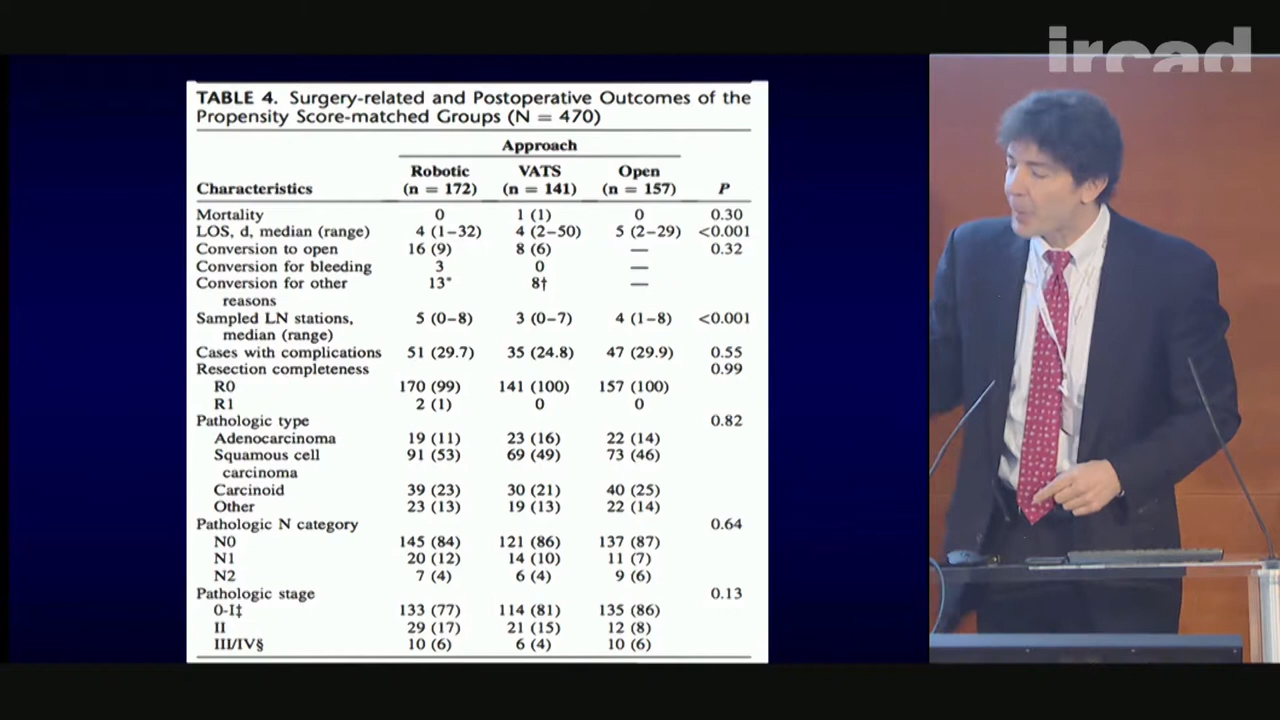 ircad
TABLE 4. Surgery-related and Postoperative Outcomes of the
Propensity Score-matched Groups (N = 470)
Approach
Robotic VATS Open
Characteristics (n = 172) (n = 141) (n = 157) P
Mortality 0 1 (1) 0 0.30
LOS, d, median (range) 4 (1–32) 4 (2–50) 5 (2–29) <0.001
Conversion to open 16 (9) 8 (6) — 0.32
Conversion for bleeding 3 0 —
Conversion for other 13* 8† —
reasons
Sampled LN stations, 5 (0–8) 3 (0–7) 4 (1–8) <0.001
median (range)
Cases with complications 51 (29.7) 35 (24.8) 47 (29.9) 0.55
Resection completeness 0.99
R0 170 (99) 141 (100) 157 (100)
R1 2 (1) 0 0
Pathologic type 0.82
Adenocarcinoma 19 (11) 23 (16) 22 (14)
Squamous cell 91 (53) 69 (49) 73 (46)
carcinoma
Carcinoid 39 (23) 30 (21) 40 (25)
Other 23 (13) 19 (13) 22 (14)
Pathologic N category 0.64
N0 145 (84) 121 (86) 137 (87)
N1 20 (12) 14 (10) 11 (7)
N2 7 (4) 6 (4) 9 (6)
Pathologic stage 0.13
0-I‡ 133 (77) 114 (81) 135 (86)
II 29 (17) 21 (15) 12 (8)
III/IV§ 10 (6) 6 (4) 10 (6)